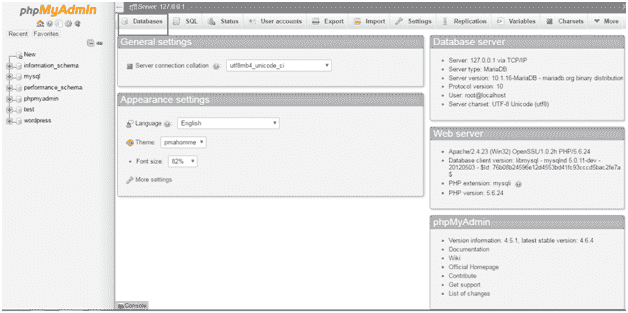 phpMyAdmin
Recent Favorites
New
information_schema
mysql
performance_schema
phpmyadmin
test
wordpress
Server: 127.0.0.1
Databases SQL Status User accounts Export Import Settings Replication Variables Charsets More
General settings
Server connection collation utf8mb4_unicode_ci
Appearance settings
Language English
Theme: pmahomme
Font size: 82%
More settings
Console
Database server
Server: 127.0.0.1 via TCP/IP
Server type: MariaDB
Server version: 10.1.16-MariaDB - mariadb.org binary distribution
Protocol version: 10
User: root@localhost
Server charset: UTF-8 Unicode (utf8)
Web server
Apache/2.4.23 (Win32) OpenSSL/1.0.2h PHP/5.6.24
Database client version: libmysql - mysqlnd 5.0.11-dev -
20120503 - $Id: 76b08b24596e12d4553bd41fc93cccd5bac2fe7a
$
PHP extension: mysqli
PHP version: 5.6.24
phpMyAdmin
Version information: 4.5.1, latest stable version: 4.6.4
Documentation
Wiki
Official Homepage
Contribute
Get support
List of changes